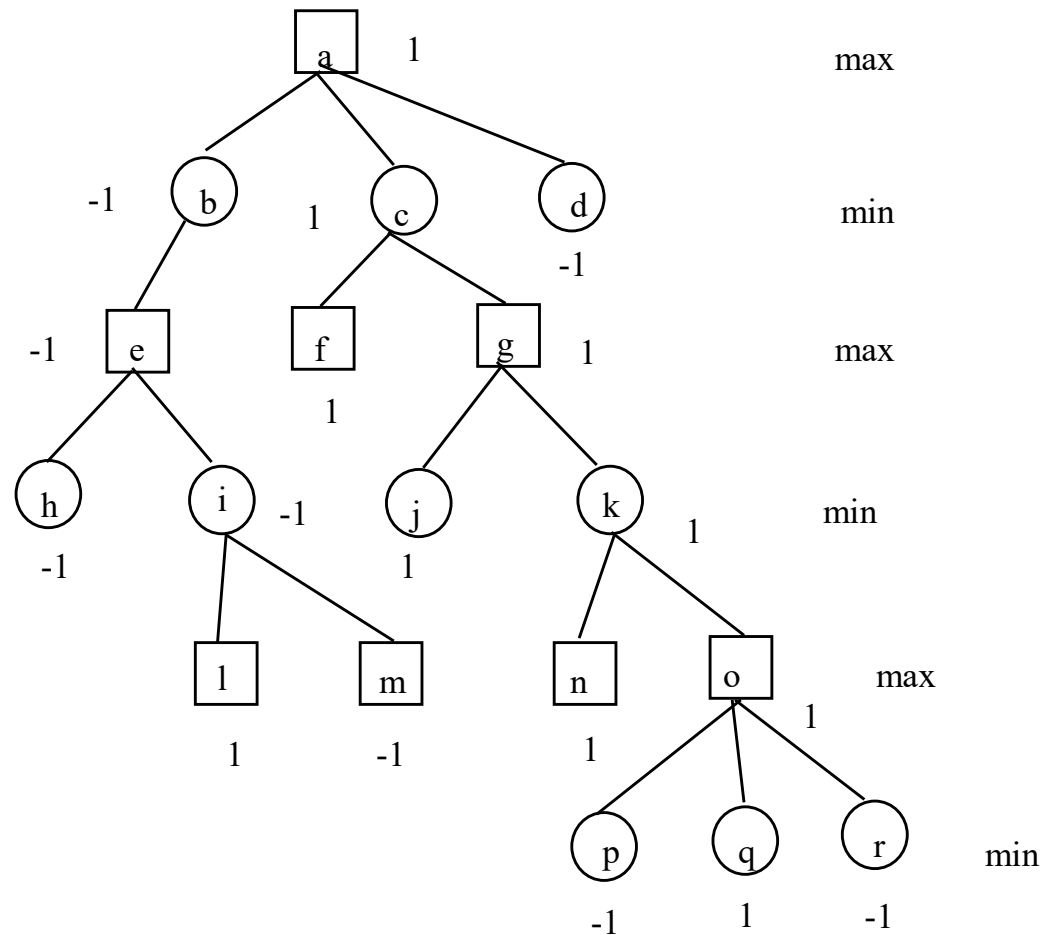 a 1 max
-1 b 1 c d min
-1
-1 e f g 1 max
1
h i -1 j k 1 min
-1 1
l m n o max
1 -1 1 1
p q r min
-1 1 -1